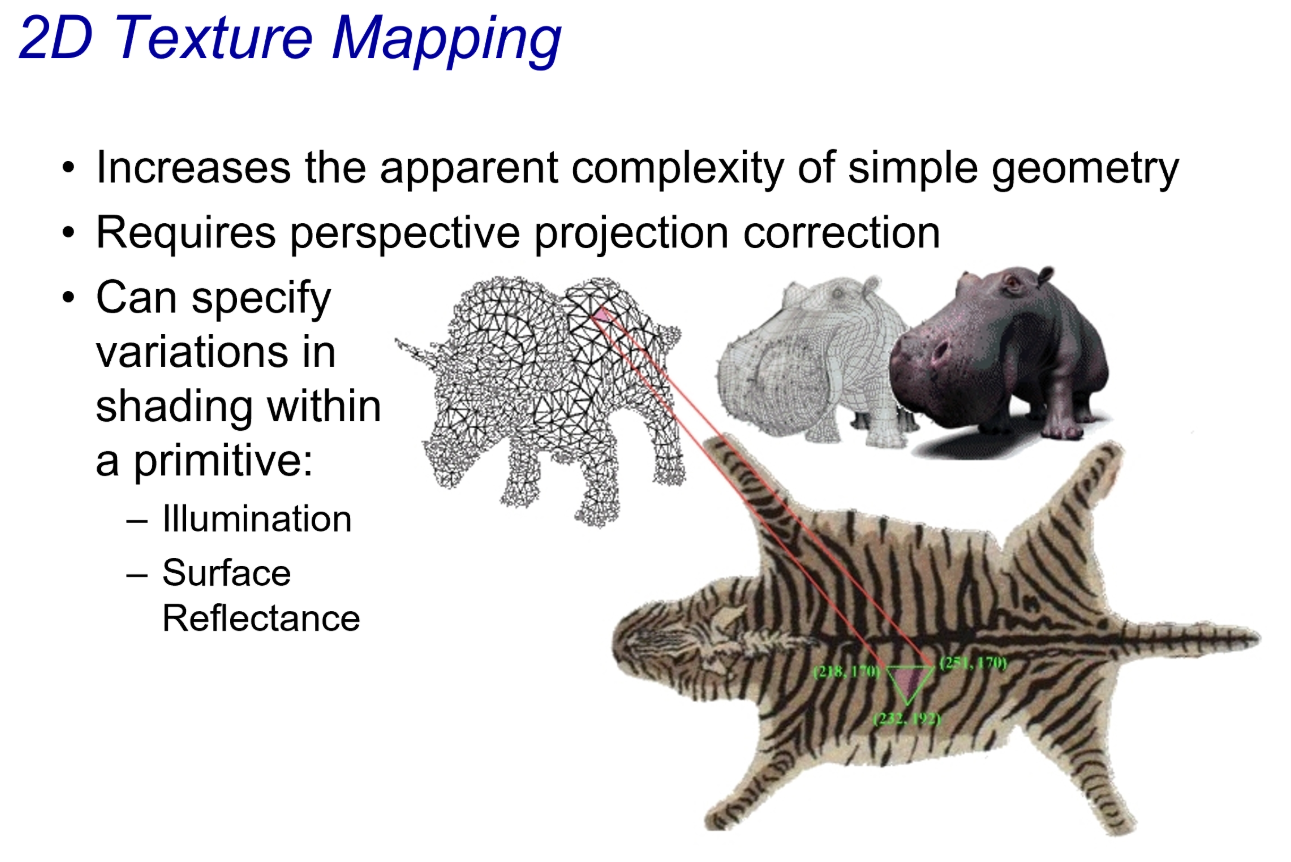 2D Texture Mapping
• Increases the apparent complexity of simple geometry
• Requires perspective projection correction
• Can specify
variations in
shading within
a primitive:
– Illumination
– Surface
Reflectance
(218, 170)
(251, 170)
(232, 192)